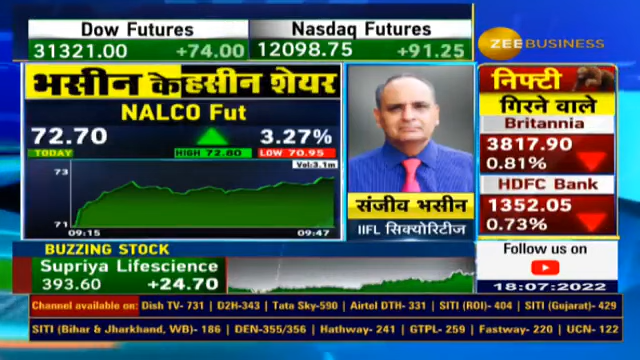 Dow Futures
31321.00 +74.00
Nasdaq Futures
12098.75 +91.25
ZEE BUSINESS
भसीन के हसीन शेयर
NALCO Fut
72.70 3.27%
TODAY HIGH 72.80 LOW 70.95
Vol:3.1m
73
71
09:15 09:47
संजीव भसीन
IIFL सिक्योरिटीज
निफ्टी
गिरने वाले
Britannia
3817.90
0.81%
HDFC Bank
1352.05
0.73%
BUZZING STOCK
Supriya Lifescience
393.60 +24.70
Follow us on
18:07:2022
Channel available on: Dish TV- 731 | D2H-343 | Tata Sky-590 | Airtel DTH- 331 | SITI (ROI)- 404 | SITI (Gujarat)- 429
SITI (Bihar & Jharkhand, WB)- 186 | DEN-355/356 | Hathway- 241 | GTPL- 259 | Fastway- 220 | UCN- 122